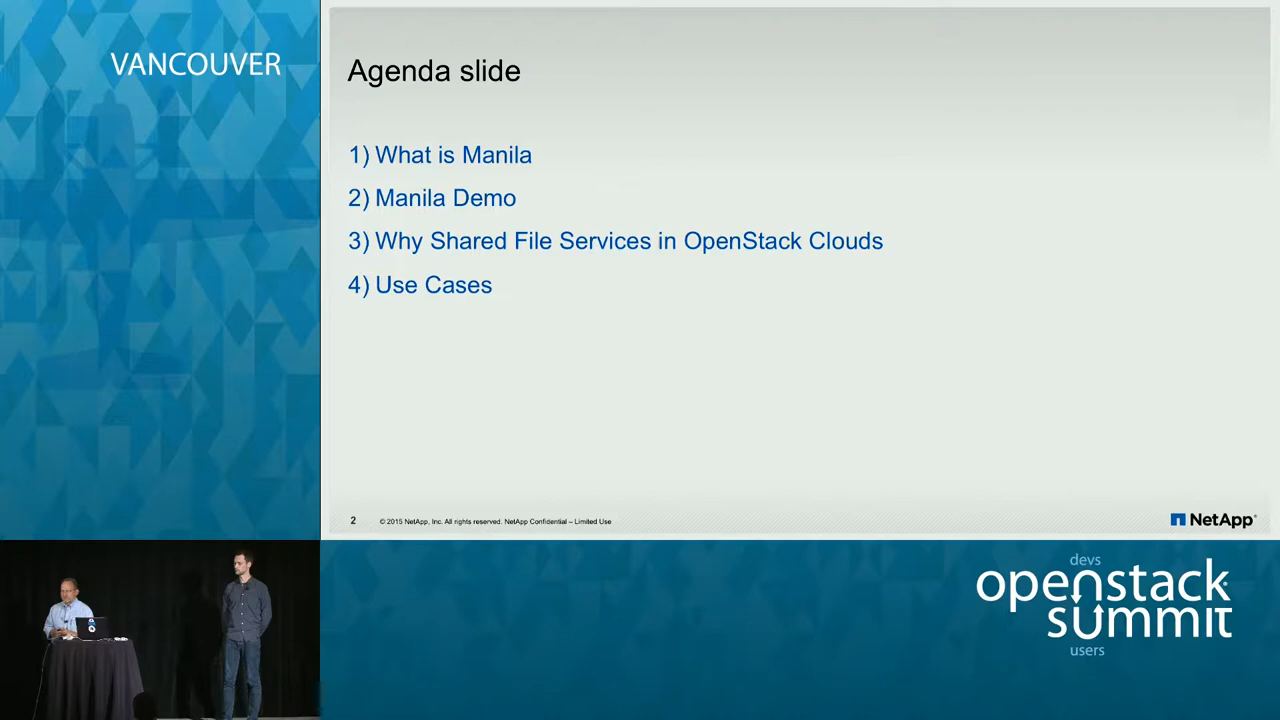 VANCOUVER
Agenda slide
1) What is Manila
2) Manila Demo
3) Why Shared File Services in OpenStack Clouds
4) Use Cases
2
© 2015 NetApp, Inc. All rights reserved. NetApp Confidential – Limited Use
NetApp
devs
openstack
summit
users